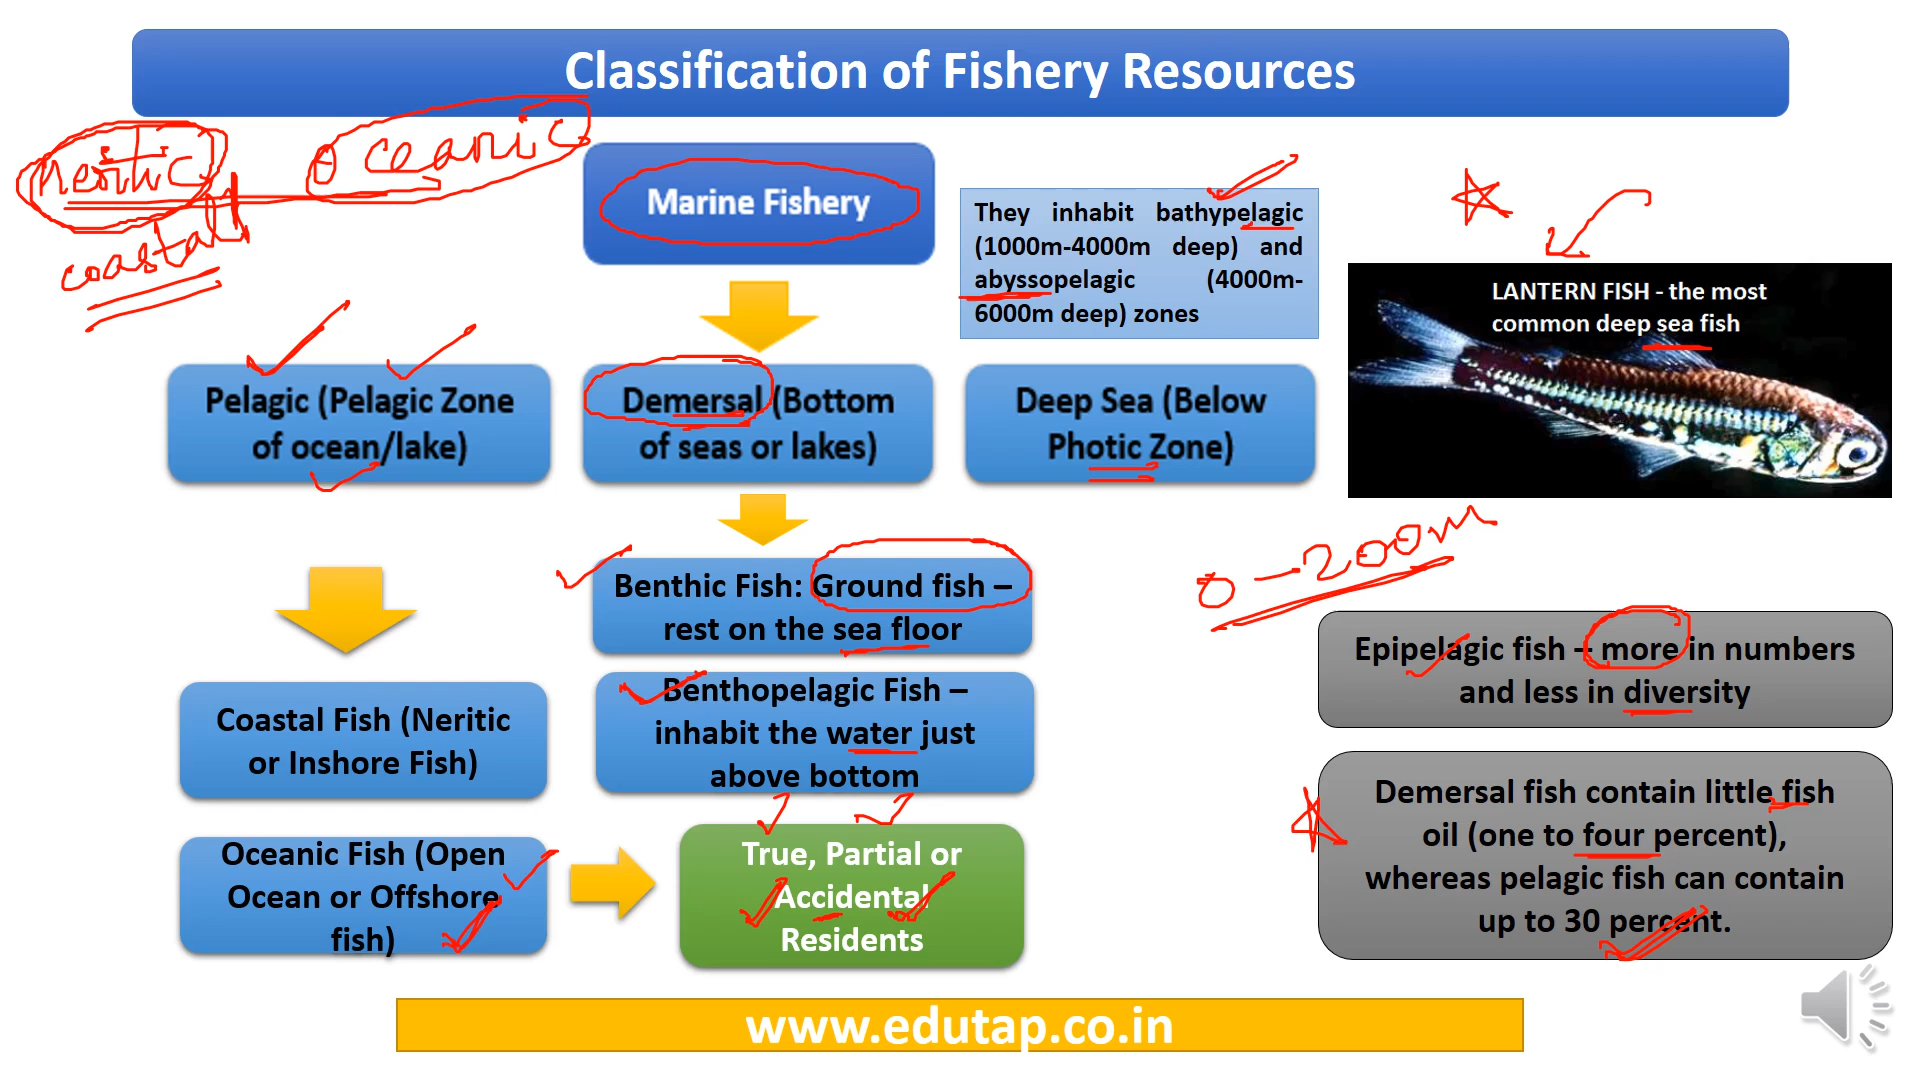 Classification of Fishery Resources
Neritic
Oceanic
coastal
Marine Fishery
They inhabit bathypelagic
(1000m-4000m deep) and
abyssopelagic (4000m-
6000m deep) zones
LANTERN FISH - the most
common deep sea fish
Pelagic (Pelagic Zone
of ocean/lake)
Demersal (Bottom
of seas or lakes)
Deep Sea (Below
Photic Zone)
0-200m
Benthic Fish: Ground fish –
rest on the sea floor
Benthopelagic Fish –
inhabit the water just
above bottom
Coastal Fish (Neritic
or Inshore Fish)
Oceanic Fish (Open
Ocean or Offshore
fish)
True, Partial or
Accidental
Residents
Epipelagic fish – more in numbers
and less in diversity
Demersal fish contain little fish
oil (one to four percent),
whereas pelagic fish can contain
up to 30 percent.
www.edutap.co.in